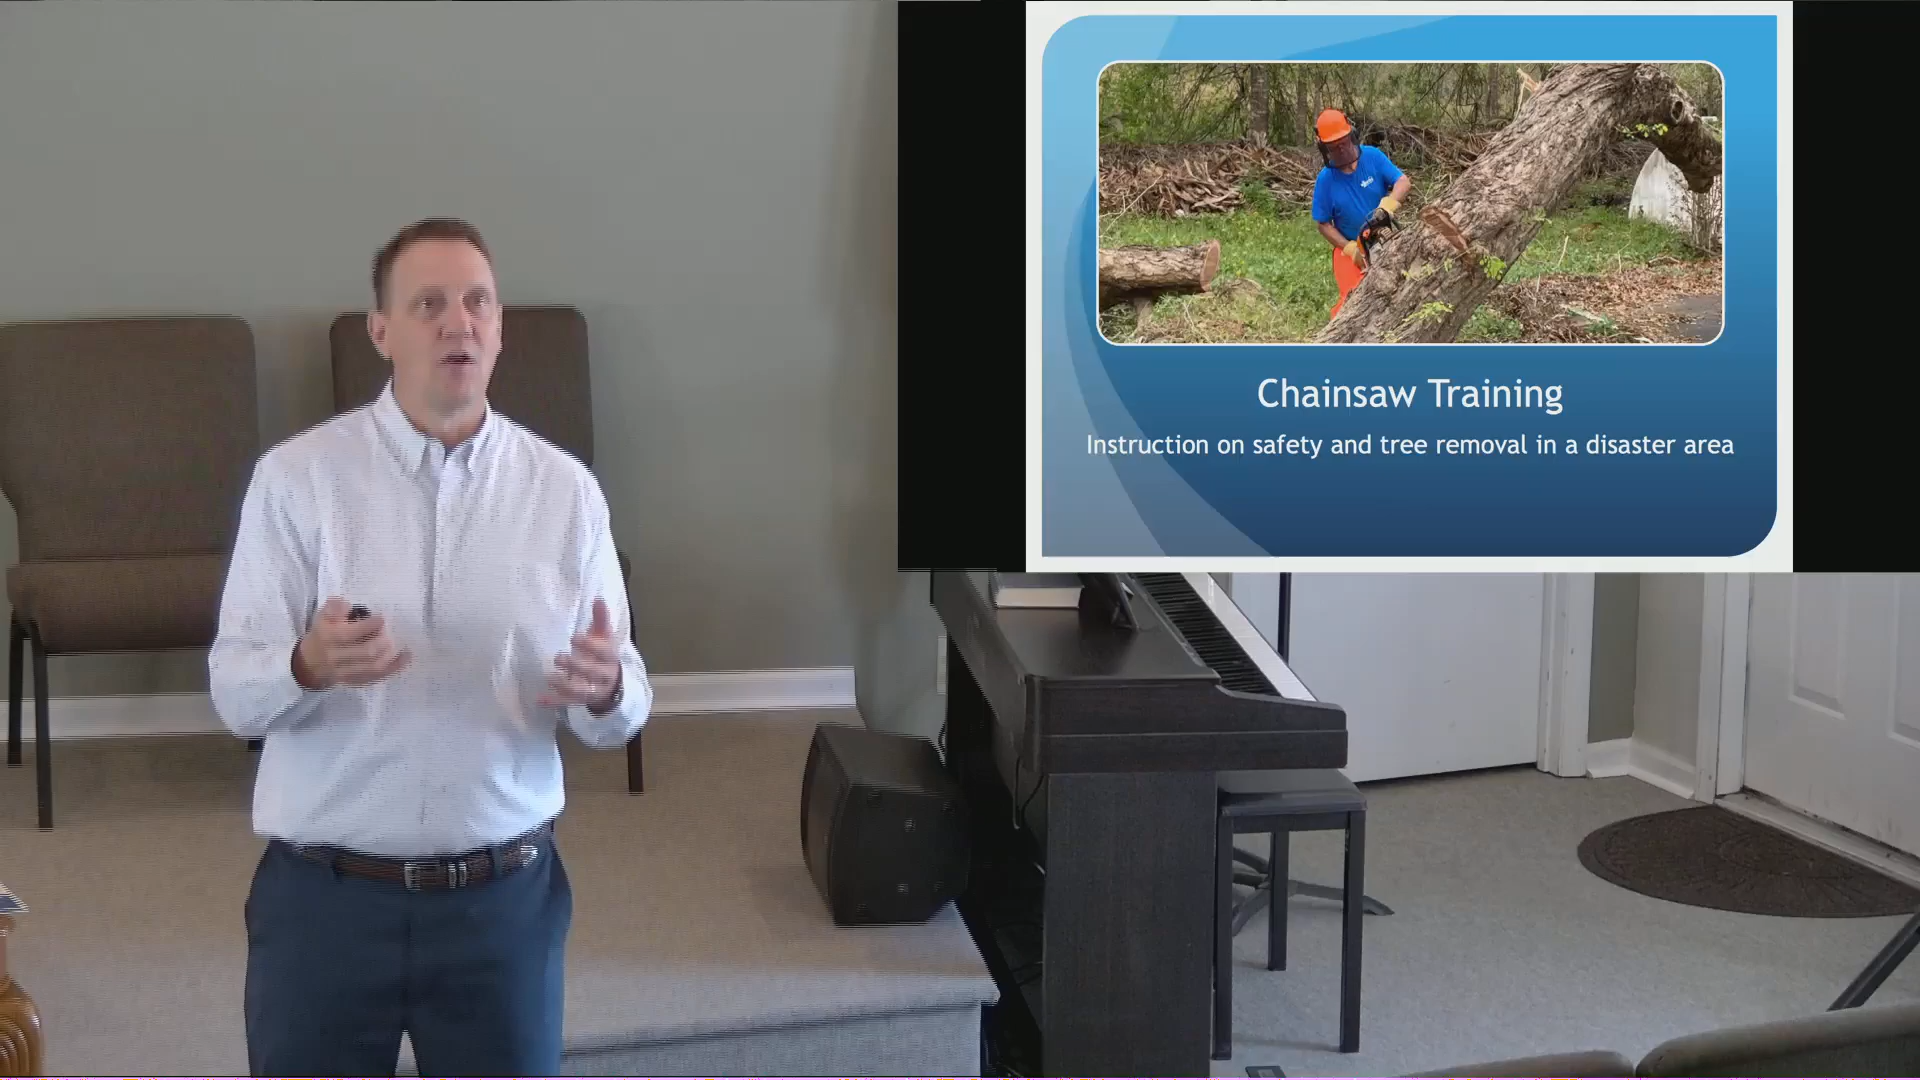 Chainsaw Training
Instruction on safety and tree removal in a disaster area